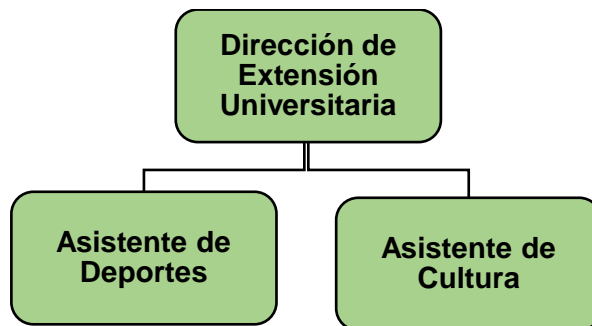 Dirección de
Extensión
Universitaria
Asistente de
Deportes
Asistente de
Cultura